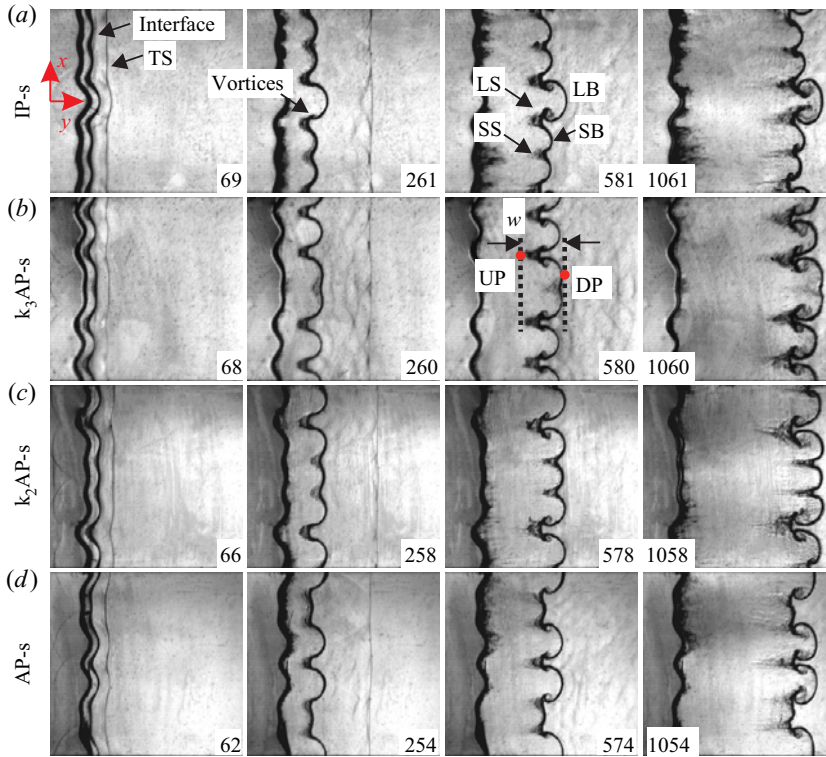 (a)
IP-s
Interface
TS
x
y
69
Vortices
261
LS
LB
SS
SB
581
1061
(b)
k3AP-s
68
260
w
UP
DP
580
1060
(c)
k2AP-s
66
258
578
1058
(d)
AP-s
62
254
574
1054